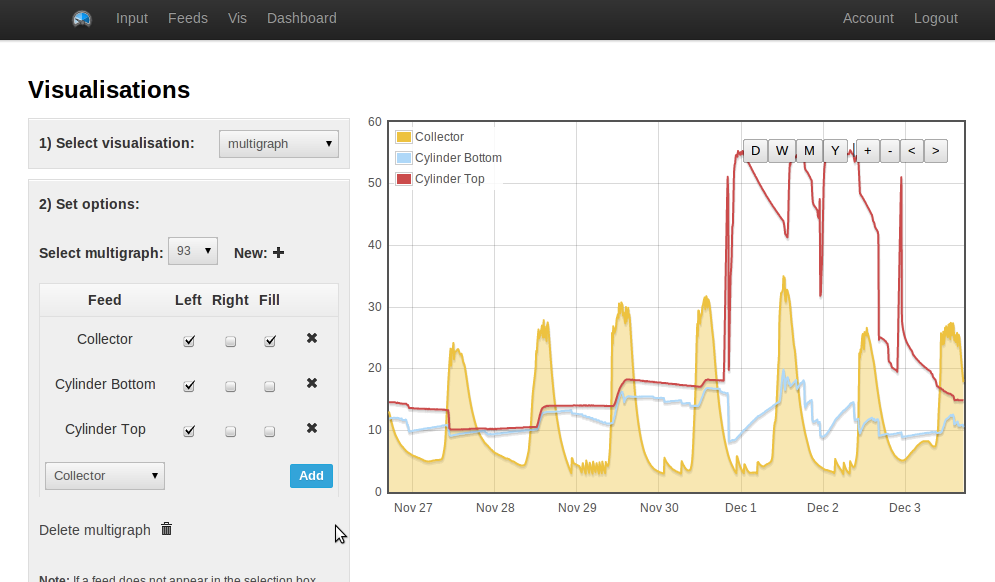 Input Feeds Vis Dashboard Account Logout
Visualisations
1) Select visualisation: multigraph
2) Set options:
Select multigraph: 93 New:
Feed Left Right Fill
Collector
Cylinder Bottom
Cylinder Top
Collector Add
Delete multigraph
Note: If a feed does not appear in the selection box,
60
50
40
30
20
10
0
Collector
Cylinder Bottom
Cylinder Top
D W M Y + - < >
Nov 27 Nov 28 Nov 29 Nov 30 Dec 1 Dec 2 Dec 3